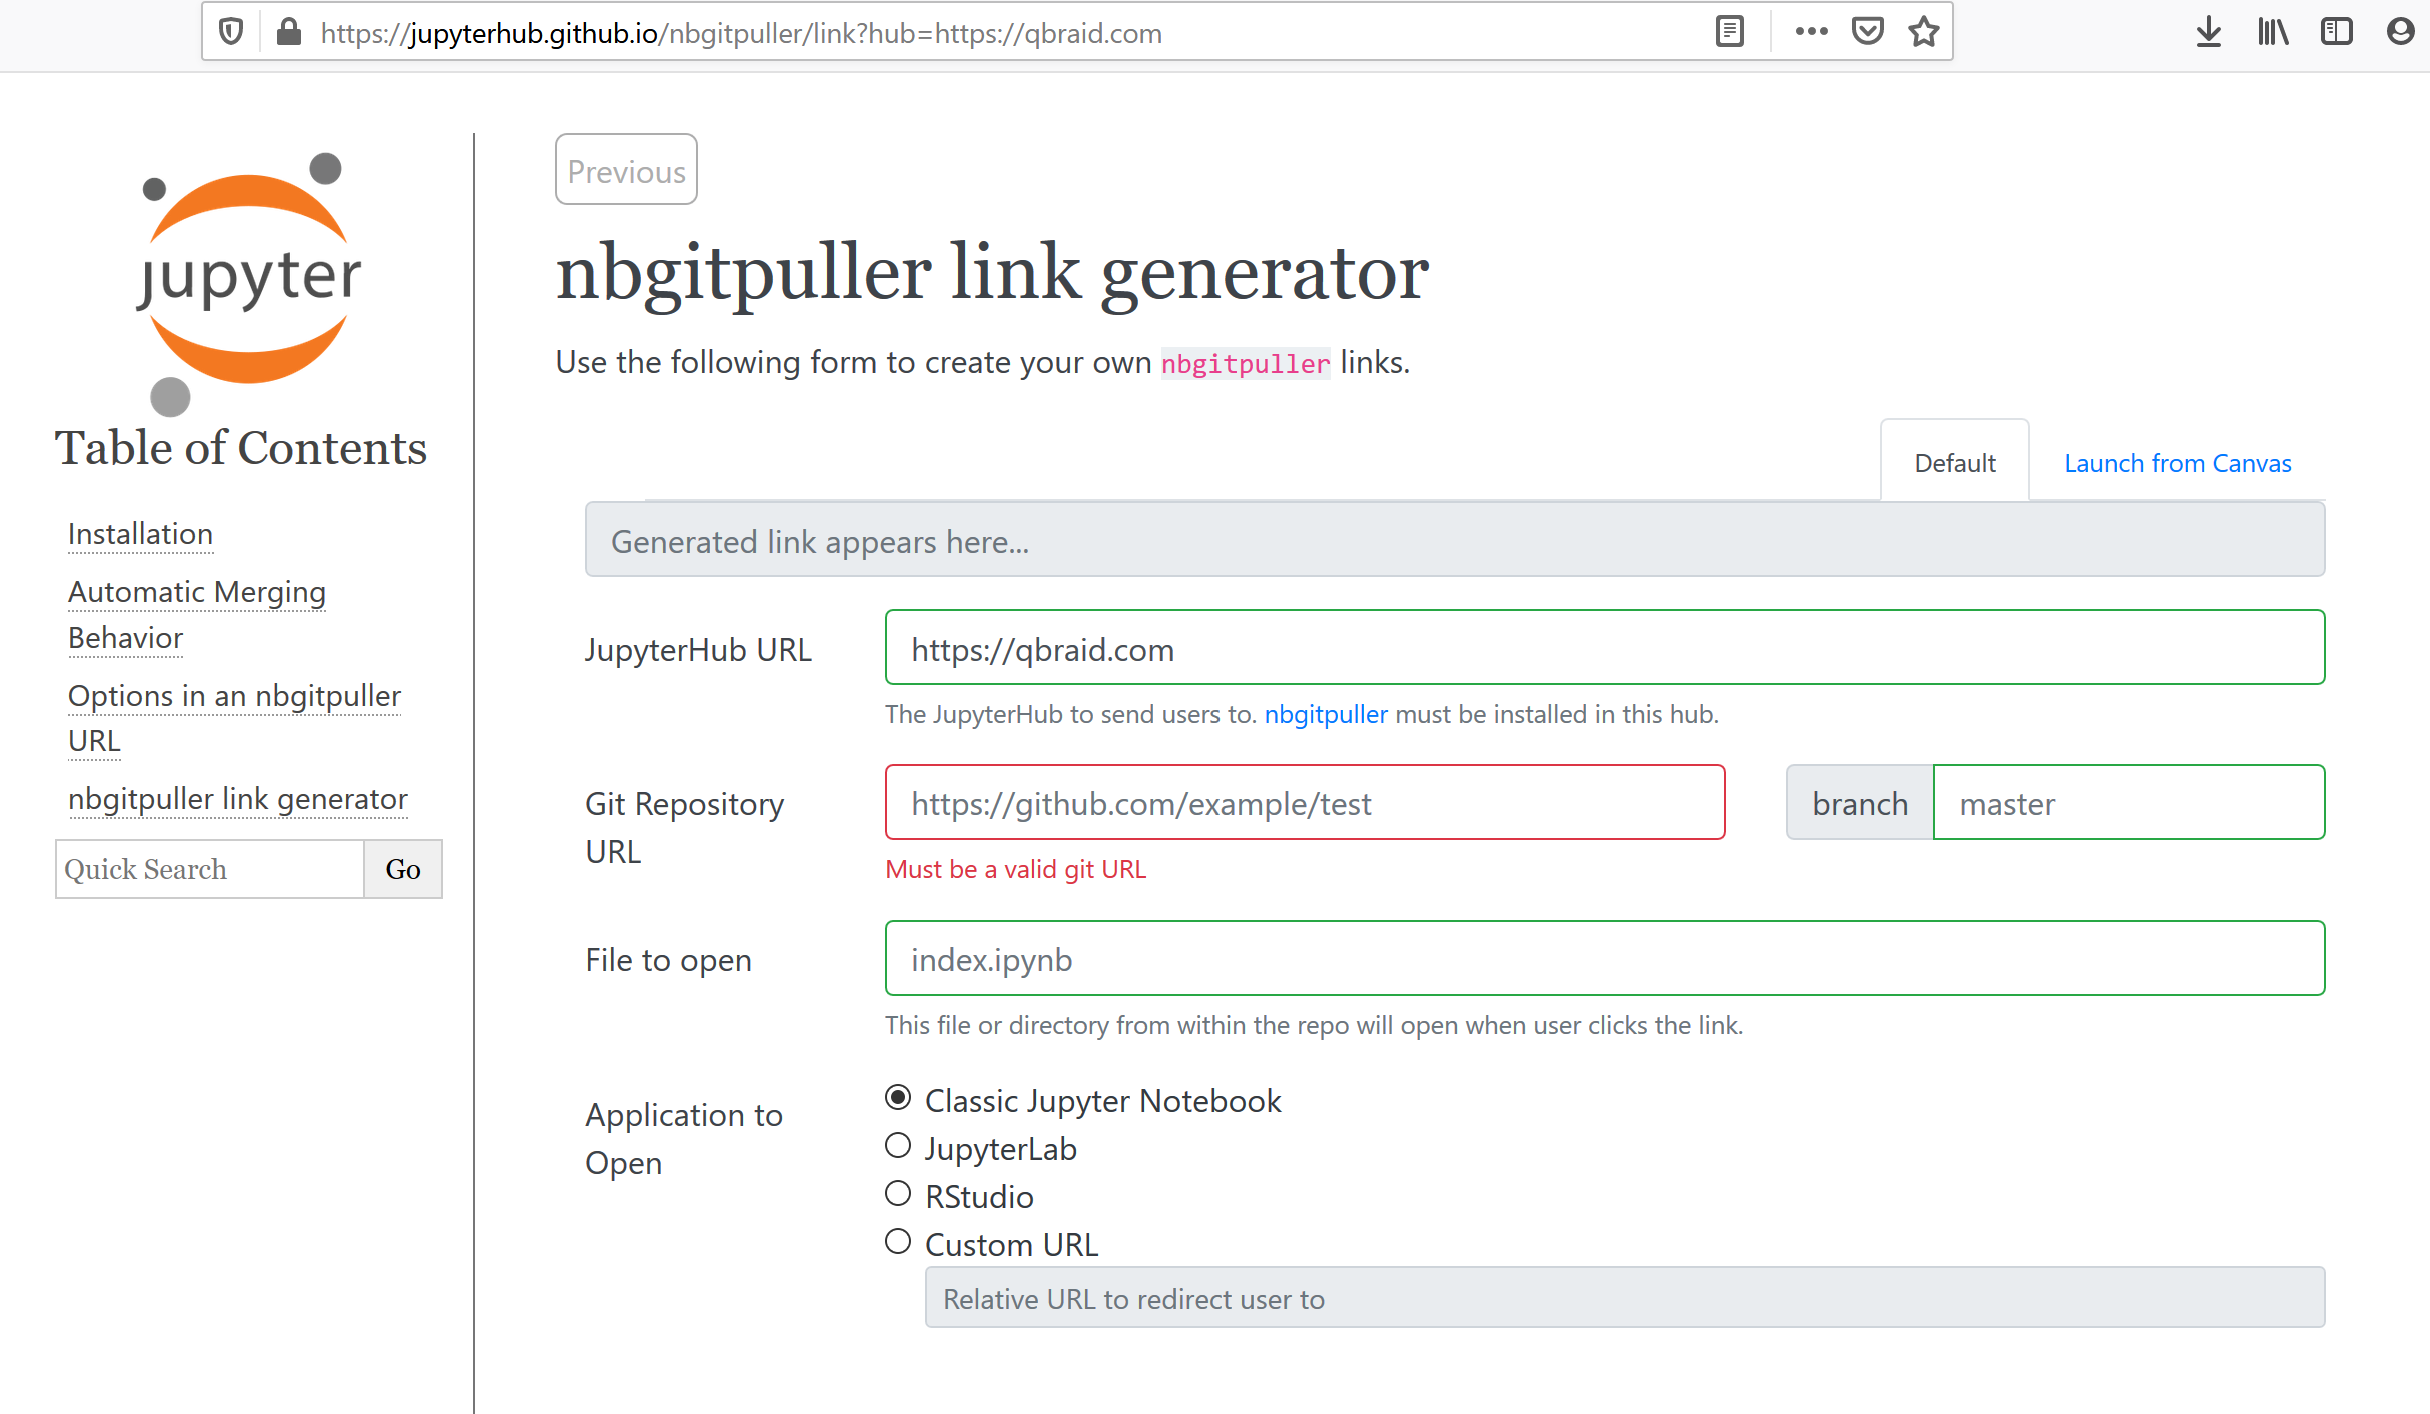 https://jupyterhub.github.io/nbgitpuller/link?hub=https://qbraid.com
jupyter
Table of Contents
Installation
Automatic Merging
Behavior
Options in an nbgitpuller
URL
nbgitpuller link generator
Quick Search
Go
Previous
nbgitpuller link generator
Use the following form to create your own nbgitpuller links.
Default
Launch from Canvas
Generated link appears here...
JupyterHub URL
https://qbraid.com
The JupyterHub to send users to. nbgitpuller must be installed in this hub.
Git Repository
URL
https://github.com/example/test
branch
master
Must be a valid git URL
File to open
index.ipynb
This file or directory from within the repo will open when user clicks the link.
Application to
Open
Classic Jupyter Notebook
JupyterLab
RStudio
Custom URL
Relative URL to redirect user to